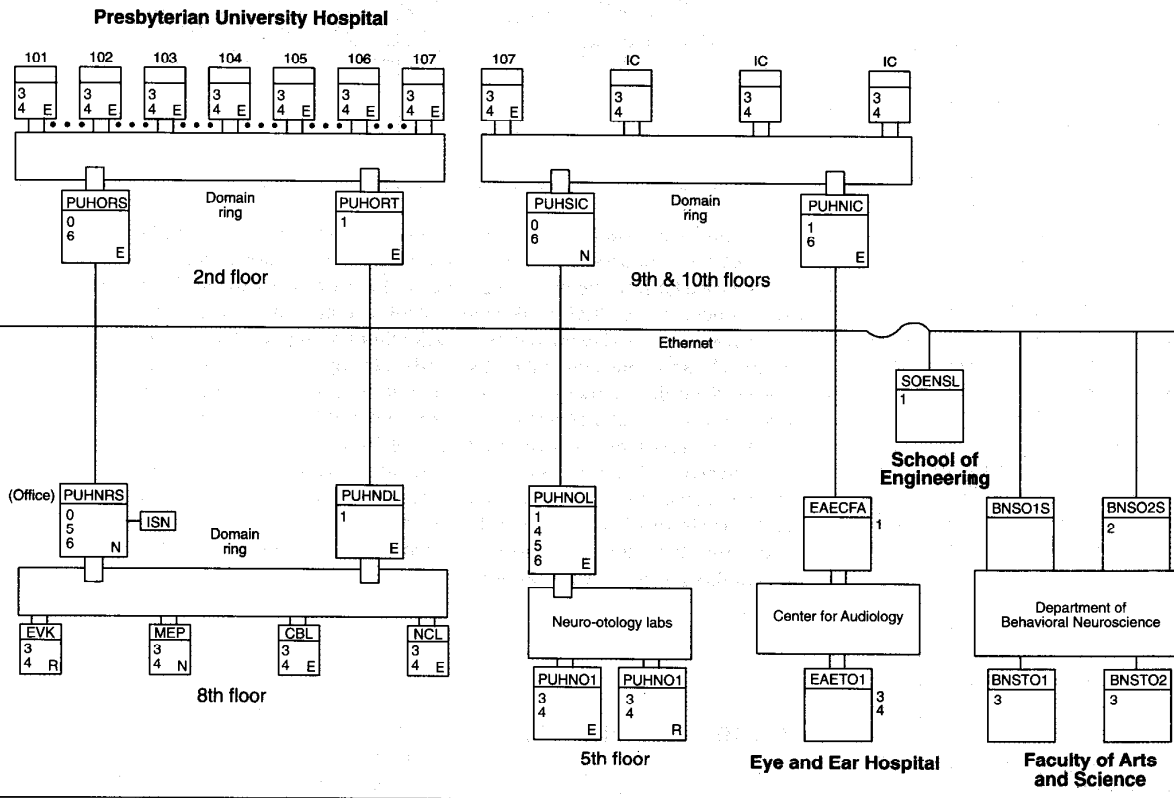 Presbyterian University Hospital
101 102 103 104 105 106 107 107 IC IC IC
3 3 3 3 3 3 3 3 3 3 3
4 E 4 E 4 E 4 E 4 E 4 E 4 E 4 E 4 4 4
PUHORS
0
6
E
Domain
ring
PUHORT
1
E
2nd floor
PUHSIC
0
6
N
Domain
ring
PUHNIC
1
6
E
9th & 10th floors
Ethernet
SOENSL
1
School of
Engineering
(Office)
PUHNRS
0
5
6 N
ISN
Domain
ring
PUHNDL
1
E
EVK
3
4 R
MEP
3
4 N
CBL
3
4 E
NCL
3
4 E
8th floor
PUHNOL
1
4
5
6 E
Neuro-otology labs
PUHNO1
3
4
E
PUHNO1
3
4
R
5th floor
EAECFA
1
Center for Audiology
EAETO1
3
4
Eye and Ear Hospital
BNSO1S
BNSO2S
2
Department of
Behavioral Neuroscience
BNSTO1
3
BNSTO2
3
Faculty of Arts
and Science